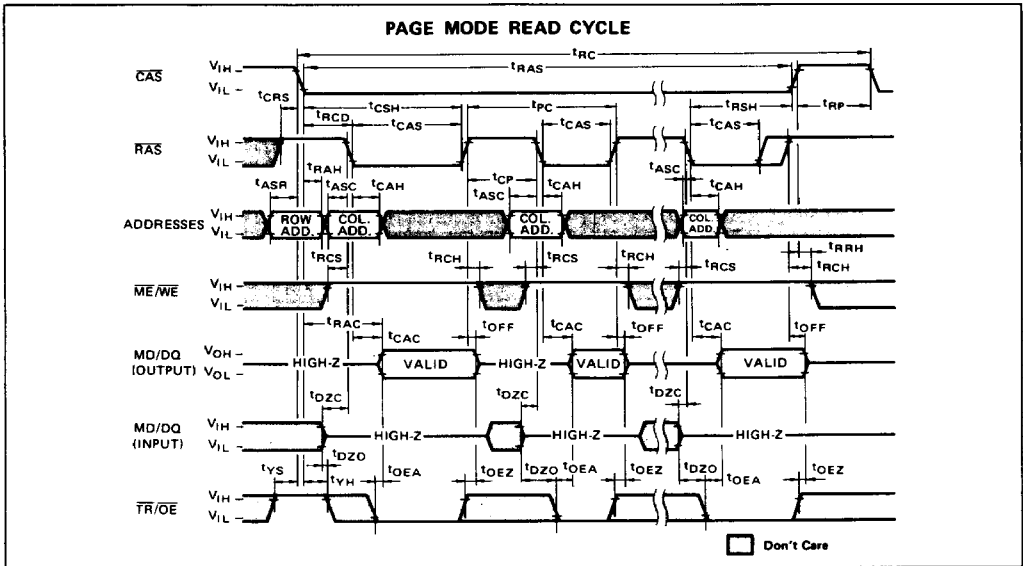 PAGE MODE READ CYCLE
tRC
CAS VIH VIL
tRAS
tCRS tCSH tPC tRSH tRP
tRCD tCAS tCAS tCAS
RAS VIH VIL
tRAH tCP tASC
tASR tASC tCAH tASC tCAH tCAH
ADDRESSES VIH VIL ROW ADD. COL. ADD. COL. ADD. COL. ADD.
tRCS tRCH tRCS tRCH tRCS tRRH tRCH
ME/WE VIH VIL
tRAC tCAC tOFF tCAC tOFF tCAC tOFF
MD/DQ (OUTPUT) VOH VOL HIGH-Z VALID HIGH-Z VALID VALID
tDZC tDZC tDZC
MD/DQ (INPUT) VIH VIL HIGH-Z HIGH-Z HIGH-Z
tDZO
tYS tYH tOEA tOEZ tDZO tOEA tOEZ tDZO tOEA tOEZ
TR/OE VIH VIL
Don't Care